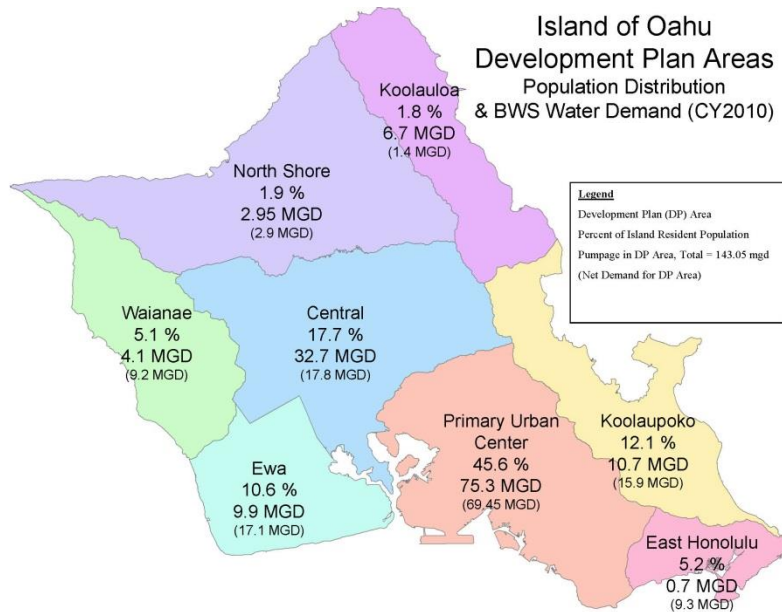 Island of Oahu
Development Plan Areas
Population Distribution
& BWS Water Demand (CY2010)
Koolauloa
1.8 %
6.7 MGD
(1.4 MGD)
North Shore
1.9 %
2.95 MGD
(2.9 MGD)
Legend
Development Plan (DP) Area
Percent of Island Resident Population
Pumpage in DP Area, Total = 143.05 mgd
(Net Demand for DP Area)
Waianae
5.1 %
4.1 MGD
(9.2 MGD)
Central
17.7 %
32.7 MGD
(17.8 MGD)
Primary Urban
Center
45.6 %
75.3 MGD
(69.45 MGD)
Koolaupoko
12.1 %
10.7 MGD
(15.9 MGD)
Ewa
10.6 %
9.9 MGD
(17.1 MGD)
East Honolulu
5.2 %
0.7 MGD
(9.3 MGD)